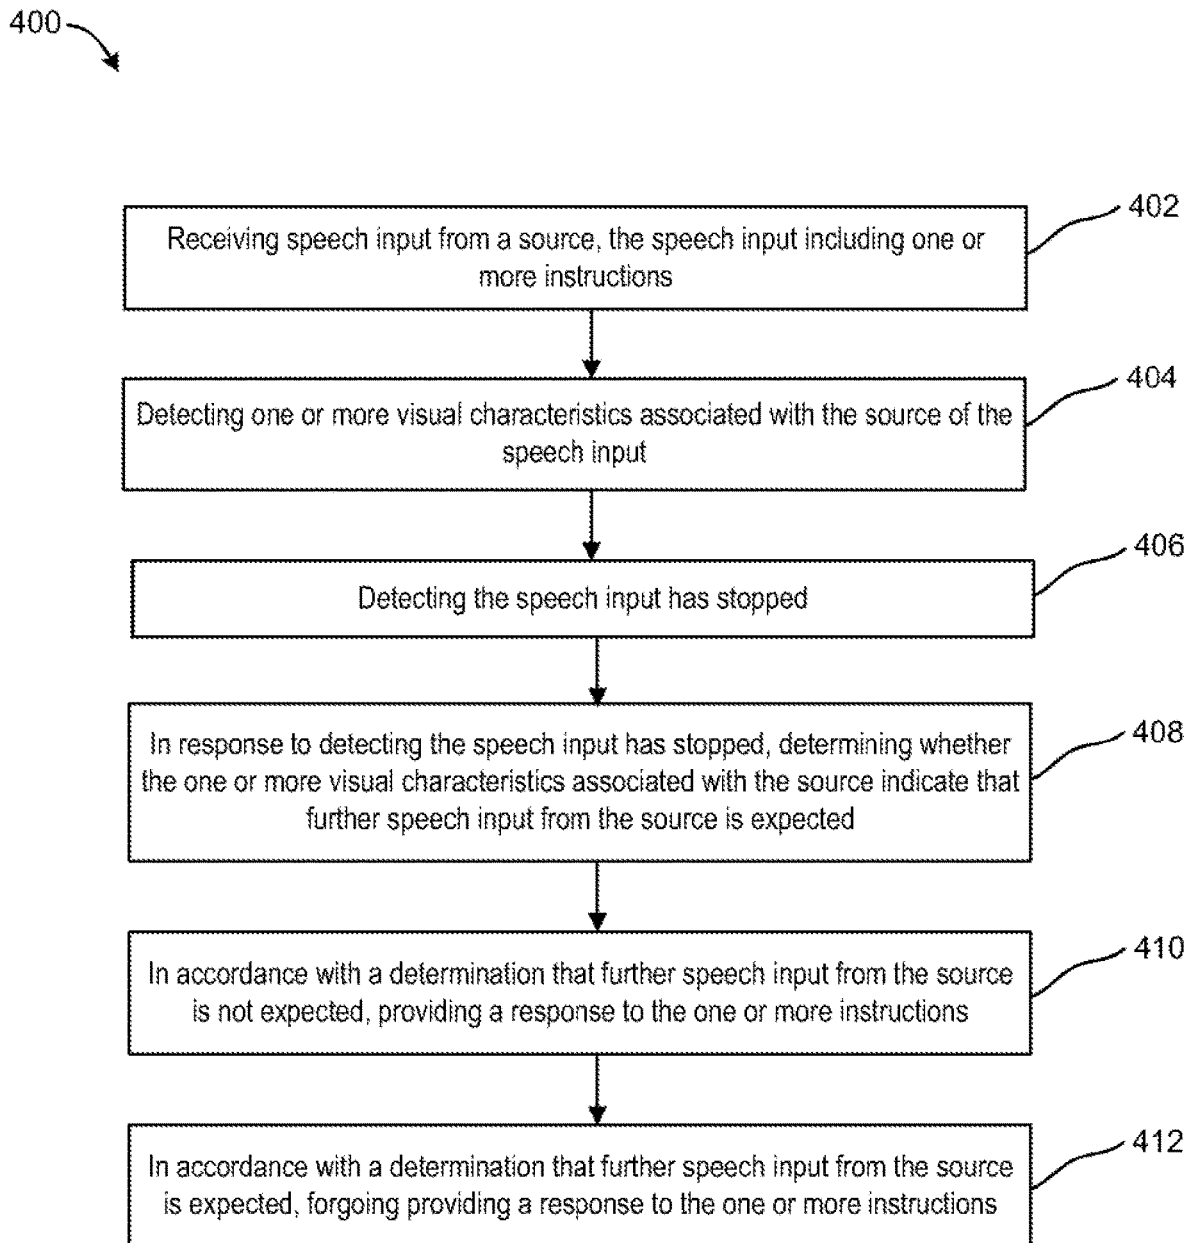 400
402
Receiving speech input from a source, the speech input including one or
more instructions
404
Detecting one or more visual characteristics associated with the source of the
speech input
406
Detecting the speech input has stopped
408
In response to detecting the speech input has stopped, determining whether
the one or more visual characteristics associated with the source indicate that
further speech input from the source is expected
410
In accordance with a determination that further speech input from the source
is not expected, providing a response to the one or more instructions
412
In accordance with a determination that further speech input from the source
is expected, forgoing providing a response to the one or more instructions